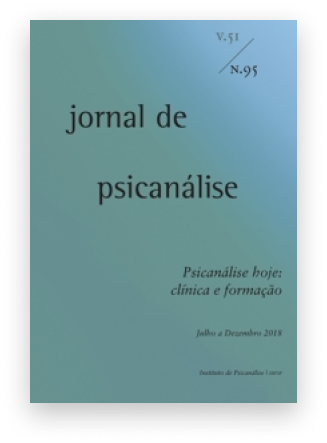 V.51
N.95
jornal de
psicanálise
Psicanálise hoje:
clínica e formação
Julho a Dezembro 2018
Instituto de Psicanálise | SBPSP